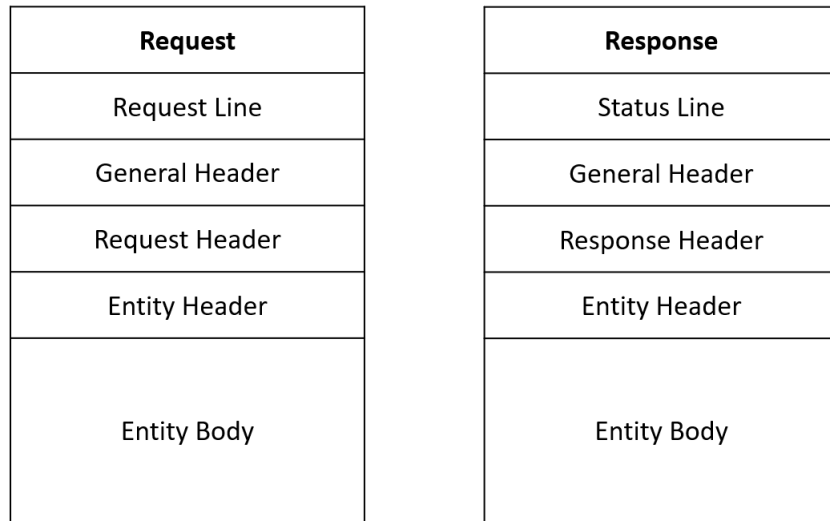 Request
Request Line
General Header
Request Header
Entity Header
Entity Body
Response
Status Line
General Header
Response Header
Entity Header
Entity Body